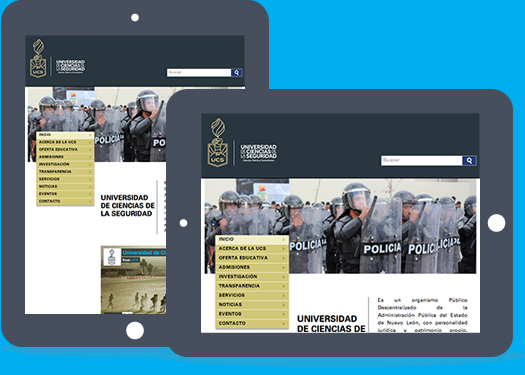 UCS
UNIVERSIDAD
DE CIENCIAS DE
LA SEGURIDAD
Buscar
INICIO
ACERCA DE LA UCS
OFERTA EDUCATIVA
ADMISIONES
INVESTIGACIÓN
TRANSPARENCIA
SERVICIOS
NOTICIAS
EVENTOS
CONTACTO
POLICIA
UNIVERSIDAD
DE CIENCIAS DE
LA SEGURIDAD
Universidad de Ci
UCS
UNIVERSIDAD
DE CIENCIAS DE
LA SEGURIDAD
Buscar
POLICIA
POLICIA
POLICIA
INICIO
ACERCA DE LA UCS
OFERTA EDUCATIVA
ADMISIONES
INVESTIGACIÓN
TRANSPARENCIA
SERVICIOS
NOTICIAS
EVENTOS
CONTACTO
UNIVERSIDAD
DE CIENCIAS DE
Es un organismo Público
Descentralizado de la
Administración Pública del Estado
de Nuevo León, con personalidad
jurídica y patrimonio propio,